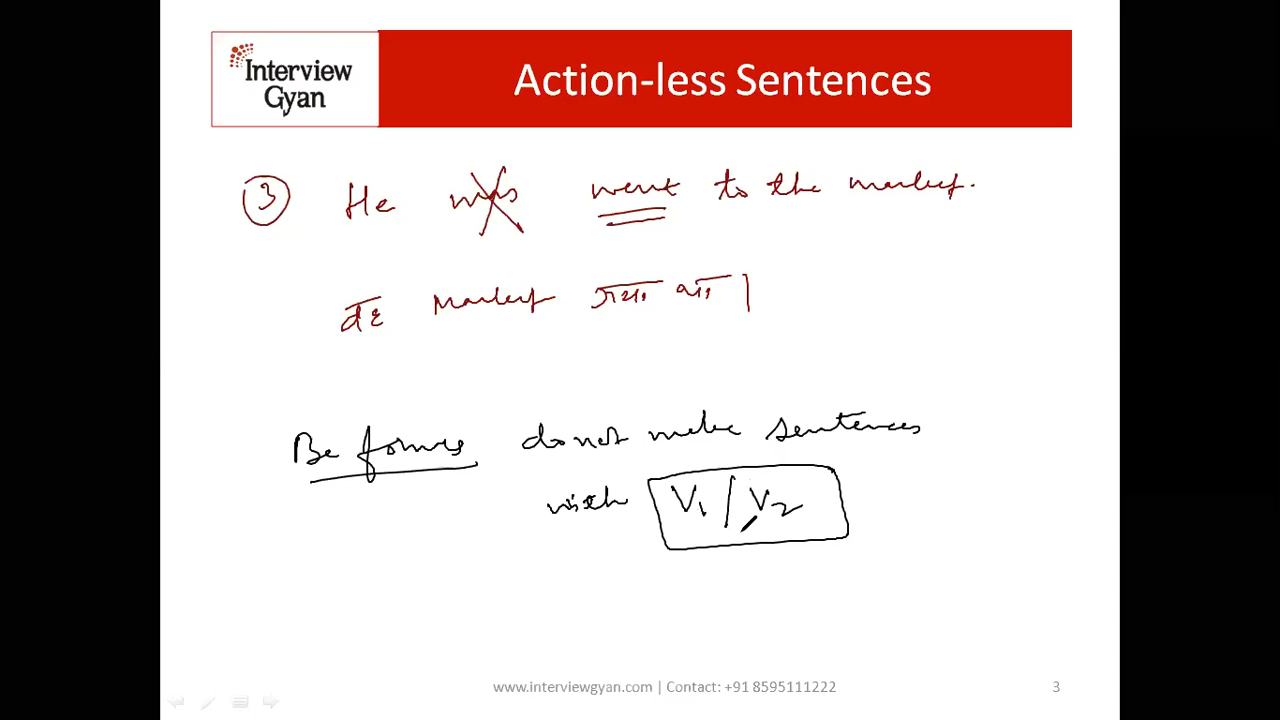 Interview
Gyan
Action-less Sentences
3 He was went to the market.
वह Market गया था |
Be forms do not make sentences
with V1 / V2
www.interviewgyan.com | Contact: +91 8595111222
3